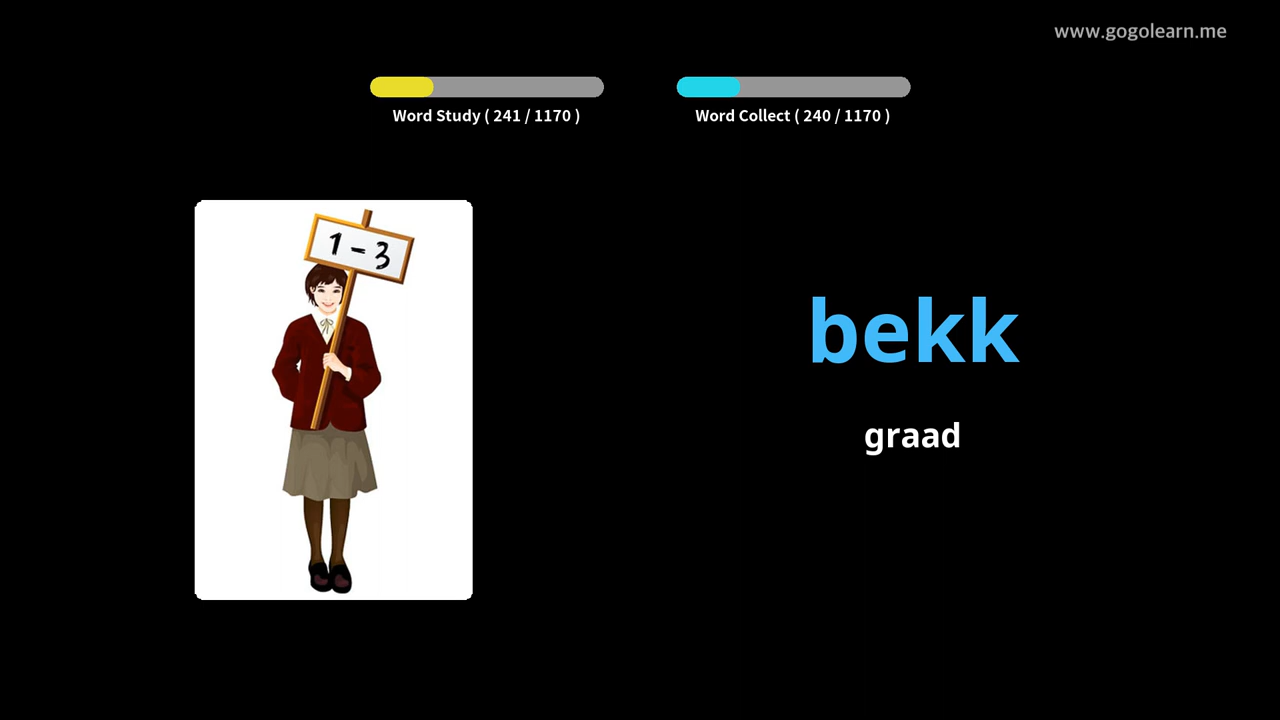 www.gogolearn.me
Word Study ( 241 / 1170 )
Word Collect ( 240 / 1170 )
1 - 3
bekk
graad